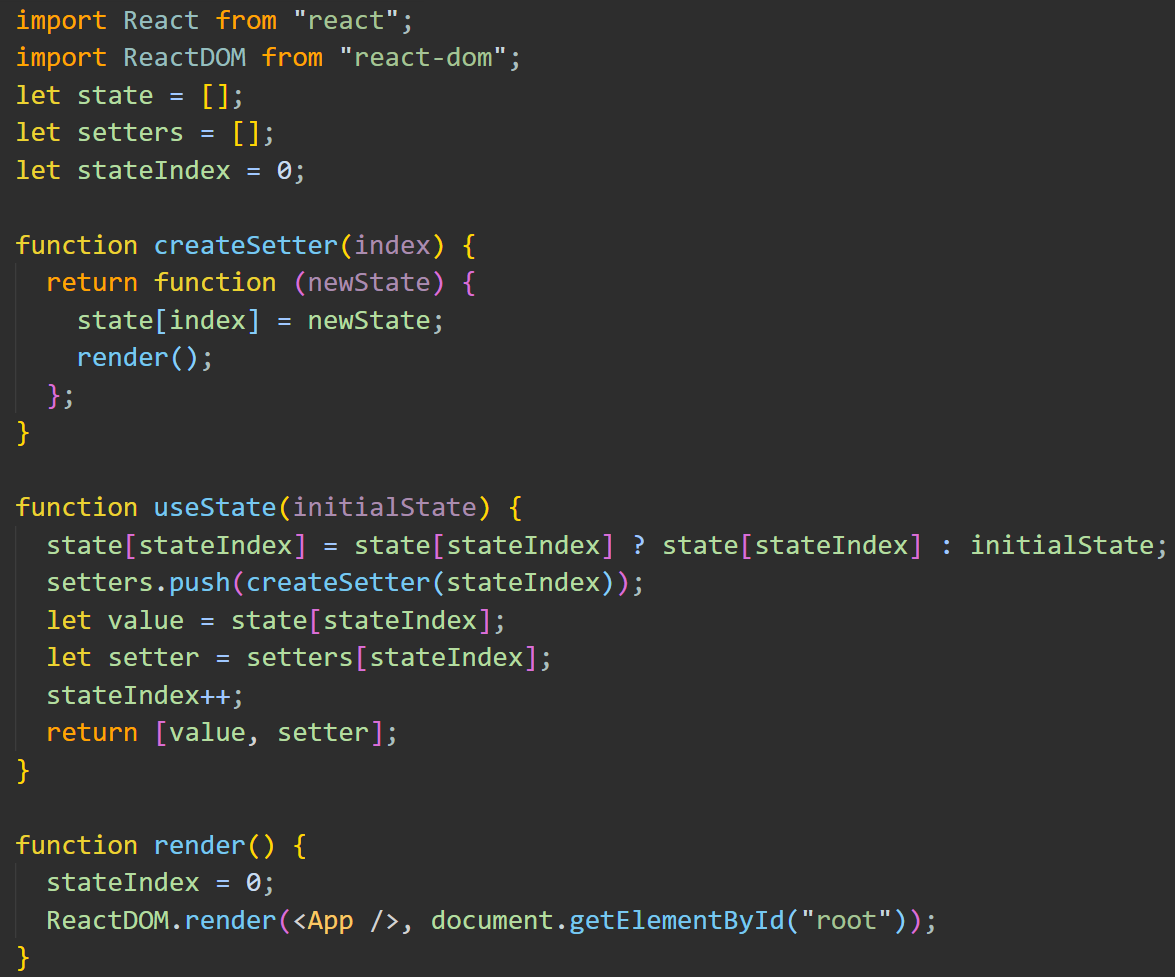 import React from "react";
import ReactDOM from "react-dom";
let state = [];
let setters = [];
let stateIndex = 0;

function createSetter(index) {
  return function (newState) {
    state[index] = newState;
    render();
  };
}

function useState(initialState) {
  state[stateIndex] = state[stateIndex] ? state[stateIndex] : initialState;
  setters.push(createSetter(stateIndex));
  let value = state[stateIndex];
  let setter = setters[stateIndex];
  stateIndex++;
  return [value, setter];
}

function render() {
  stateIndex = 0;
  ReactDOM.render(<App />, document.getElementById("root"));
}